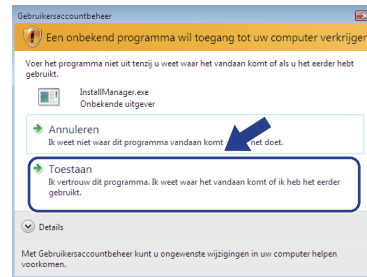 Gebruikersaccountbeheer
Een onbekend programma wil toegang tot uw computer verkrijgen
Voer het programma niet uit tenzij u weet waar het vandaan komt of als u het eerder hebt
gebruikt.
InstallManager.exe
Onbekende uitgever
Annuleren
Ik weet niet waar dit programma vandaan komt net doet.
Toestaan
Ik vertrouw dit programma. Ik weet waar het vandaan komt of ik heb het eerder
gebruikt.
Details
Met Gebruikersaccountbeheer kunt u ongewenste wijzigingen in uw computer helpen
voorkomen.